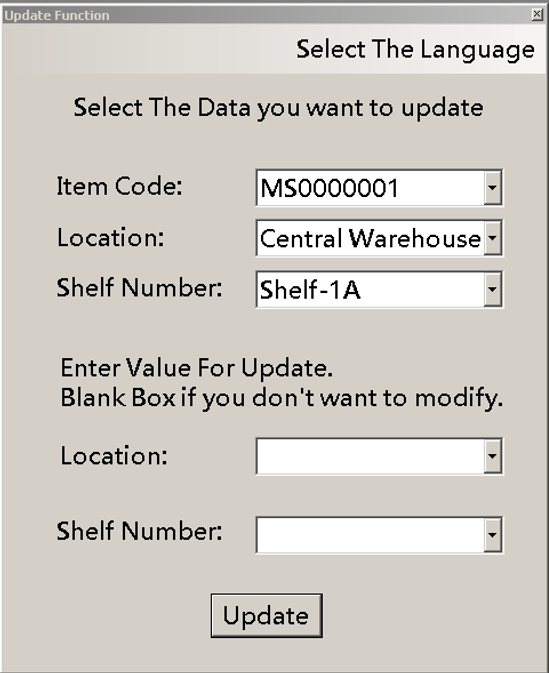 Update Function
Select The Language
Select The Data you want to update
Item Code: MS0000001
Location: Central Warehouse
Shelf Number: Shelf-1A
Enter Value For Update.
Blank Box if you don't want to modify.
Location:
Shelf Number:
Update